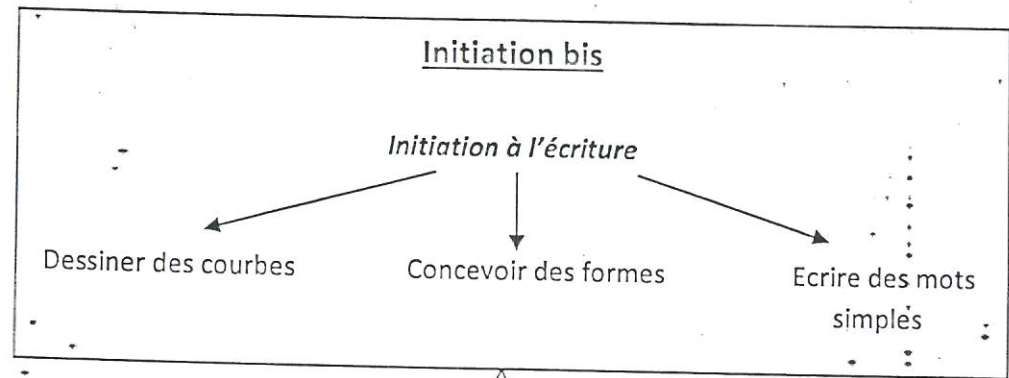 Initiation bis
Initiation à l'écriture
Dessiner des courbes
Concevoir des formes
Ecrire des mots
simples